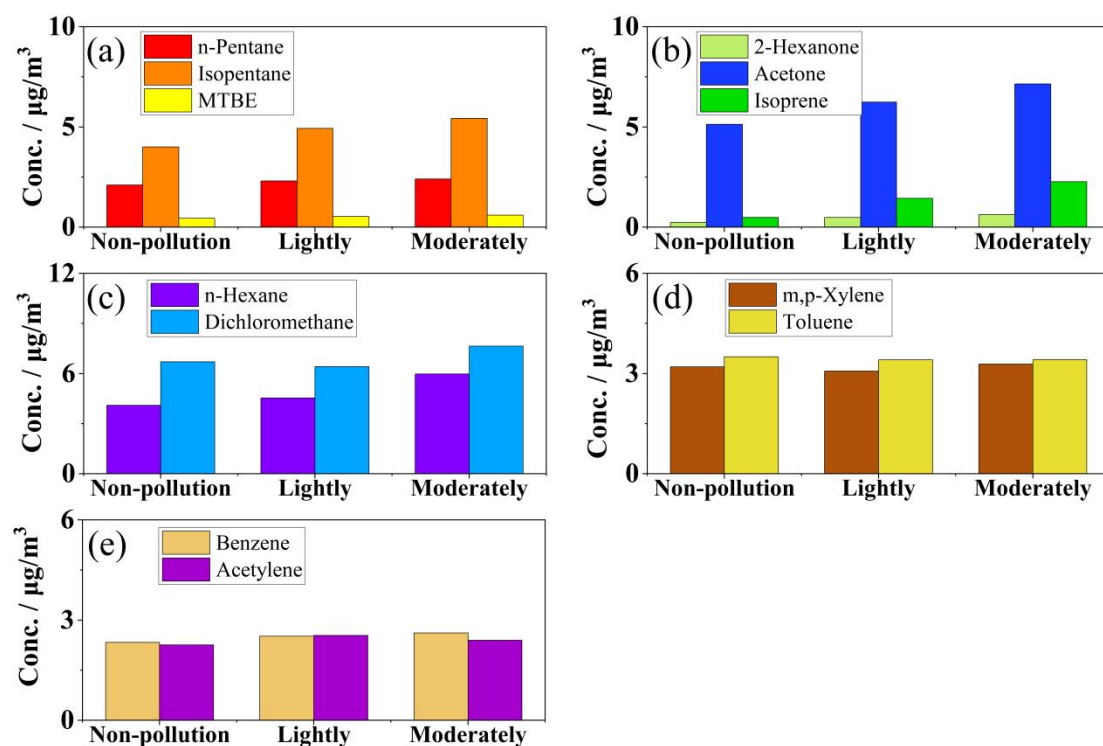 (a)
n-Pentane
Isopentane
MTBE
10
5
0
Conc. / μg/m³
Non-pollution Lightly Moderately
(b)
2-Hexanone
Acetone
Isoprene
10
5
0
Conc. / μg/m³
Non-pollution Lightly Moderately
(c)
n-Hexane
Dichloromethane
12
6
0
Conc. / μg/m³
Non-pollution Lightly Moderately
(d)
m,p-Xylene
Toluene
6
3
0
Conc. / μg/m³
Non-pollution Lightly Moderately
(e)
Benzene
Acetylene
6
3
0
Conc. / μg/m³
Non-pollution Lightly Moderately